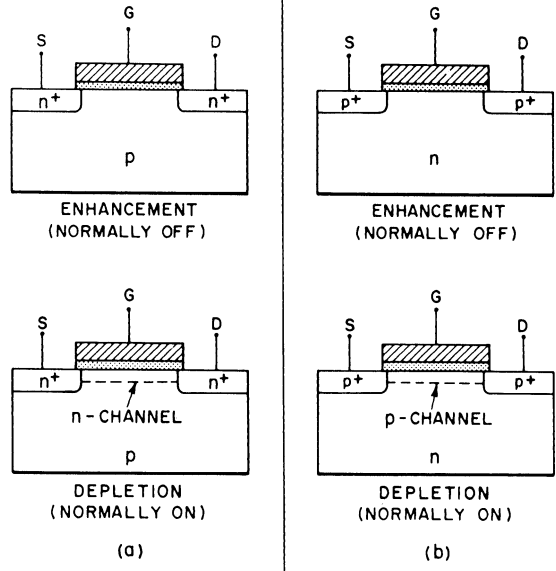 G
S
D
n+
n+
p
ENHANCEMENT
(NORMALLY OFF)
G
S
D
n+
n+
n-CHANNEL
p
DEPLETION
(NORMALLY ON)
(a)
G
S
D
p+
p+
n
ENHANCEMENT
(NORMALLY OFF)
G
S
D
p+
p+
p-CHANNEL
n
DEPLETION
(NORMALLY ON)
(b)